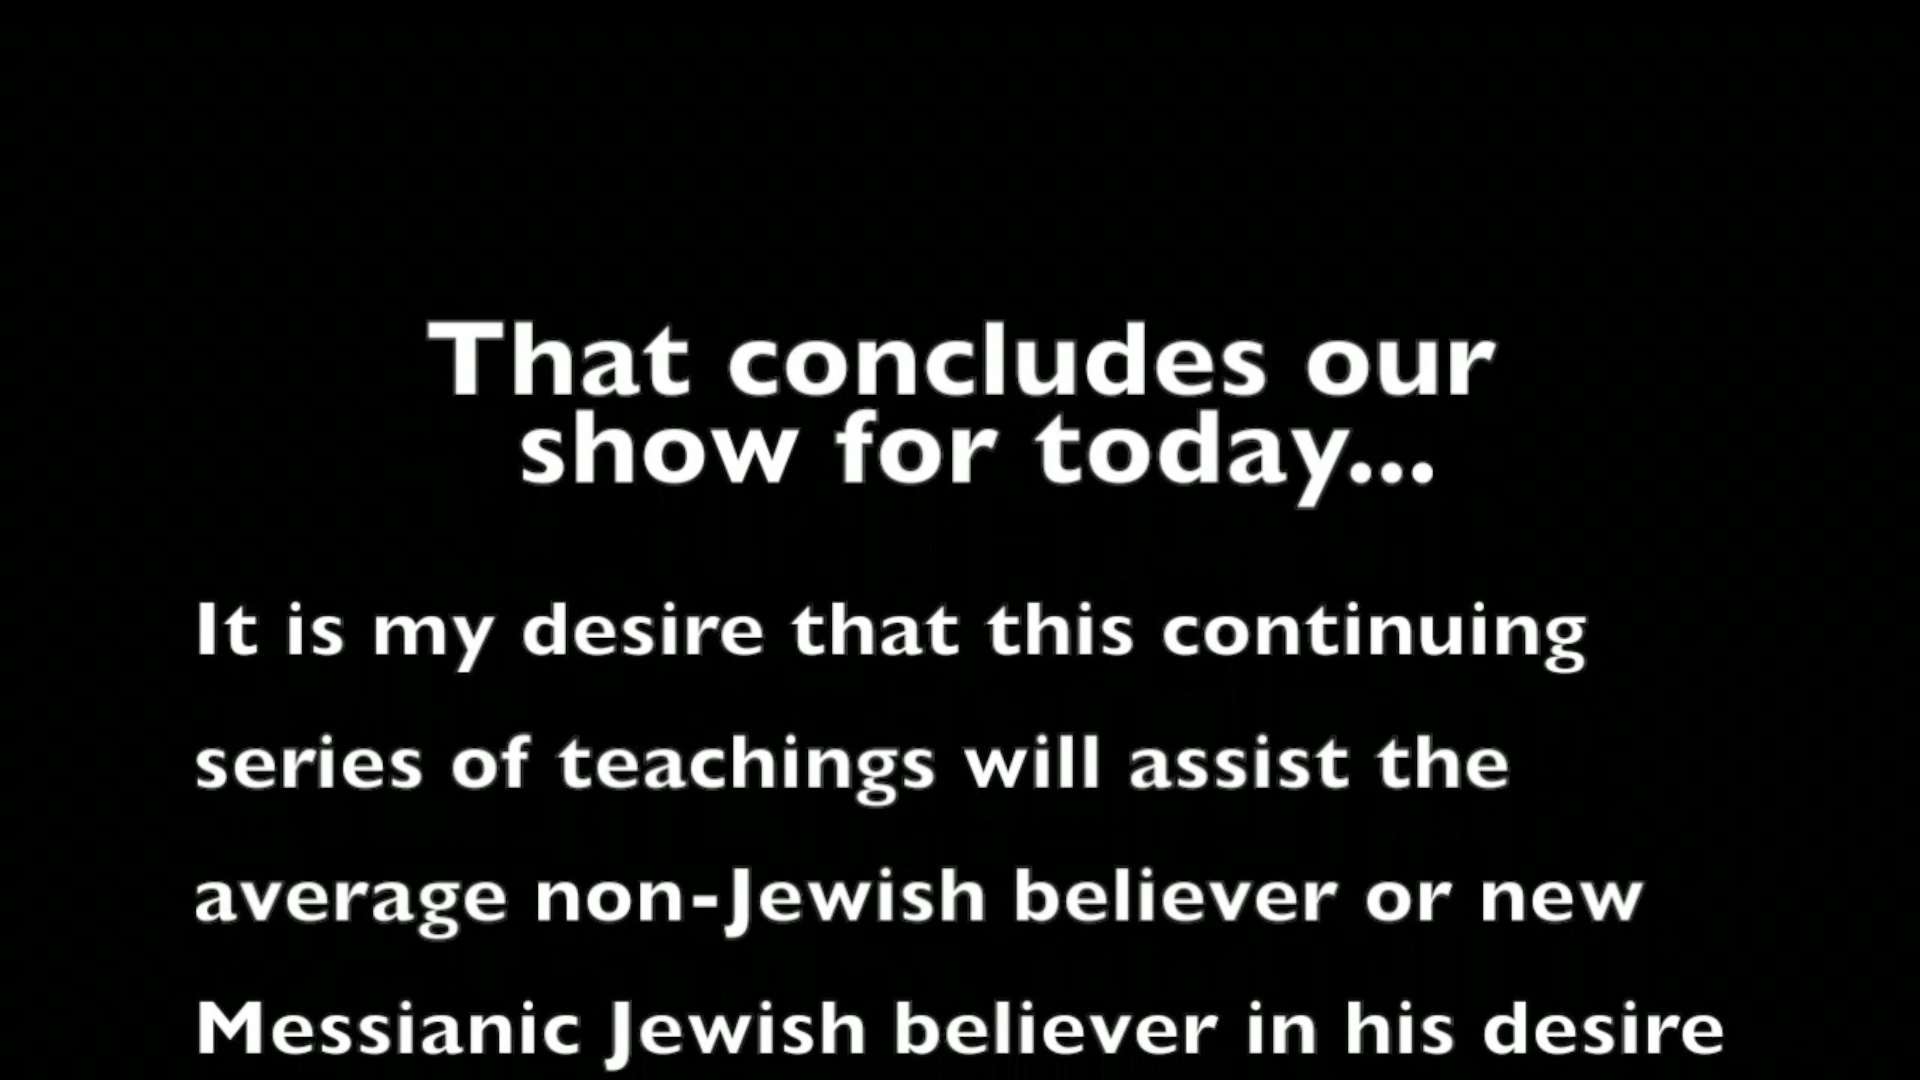 That concludes our
show for today...
It is my desire that this continuing
series of teachings will assist the
average non-Jewish believer or new
Messianic Jewish believer in his desire